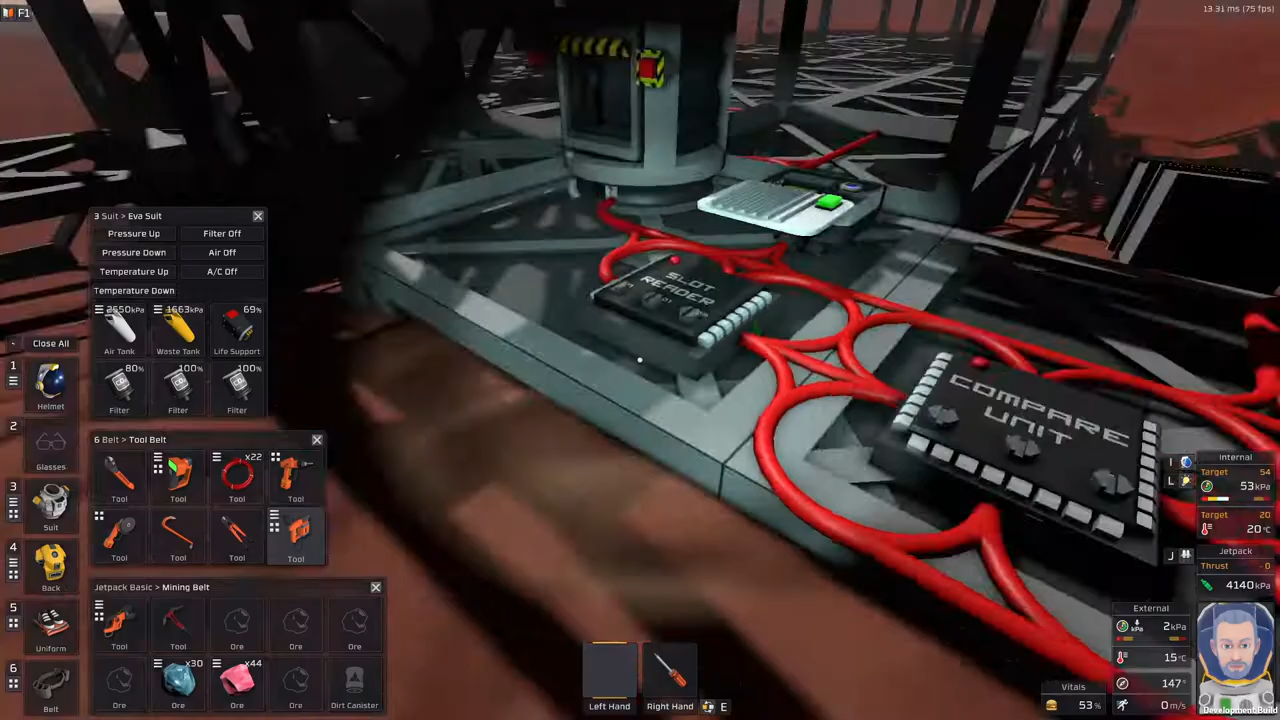 F1
13.31 ms (75 fps)
3 Suit > Eva Suit
Pressure Up
Filter Off
Pressure Down
Air Off
Temperature Up
A/C Off
Temperature Down
2550kPa
1663kPa
69%
Air Tank
Waste Tank
Life Support
80%
100%
100%
Filter
Filter
Filter
Close All
1
Helmet
2
Glasses
3
Suit
4
Back
5
Uniform
6
Belt
6 Belt > Tool Belt
x22
Tool
Tool
Tool
Tool
Tool
Tool
Tool
Tool
Jetpack Basic > Mining Belt
Tool
Tool
Ore
Ore
Ore
x30
x44
Ore
Ore
Ore
Ore
Dirt Canister
SLOT
READER
COMPARE
UNIT
Left Hand
Right Hand
E
Internal
Target 54
53kPa
Target 20
20°C
I
L
J
Jetpack
Thrust - 0
4140kPa
External
kPa
2kPa
15°C
147°
0m/s
Vitals
53 %
Development Build